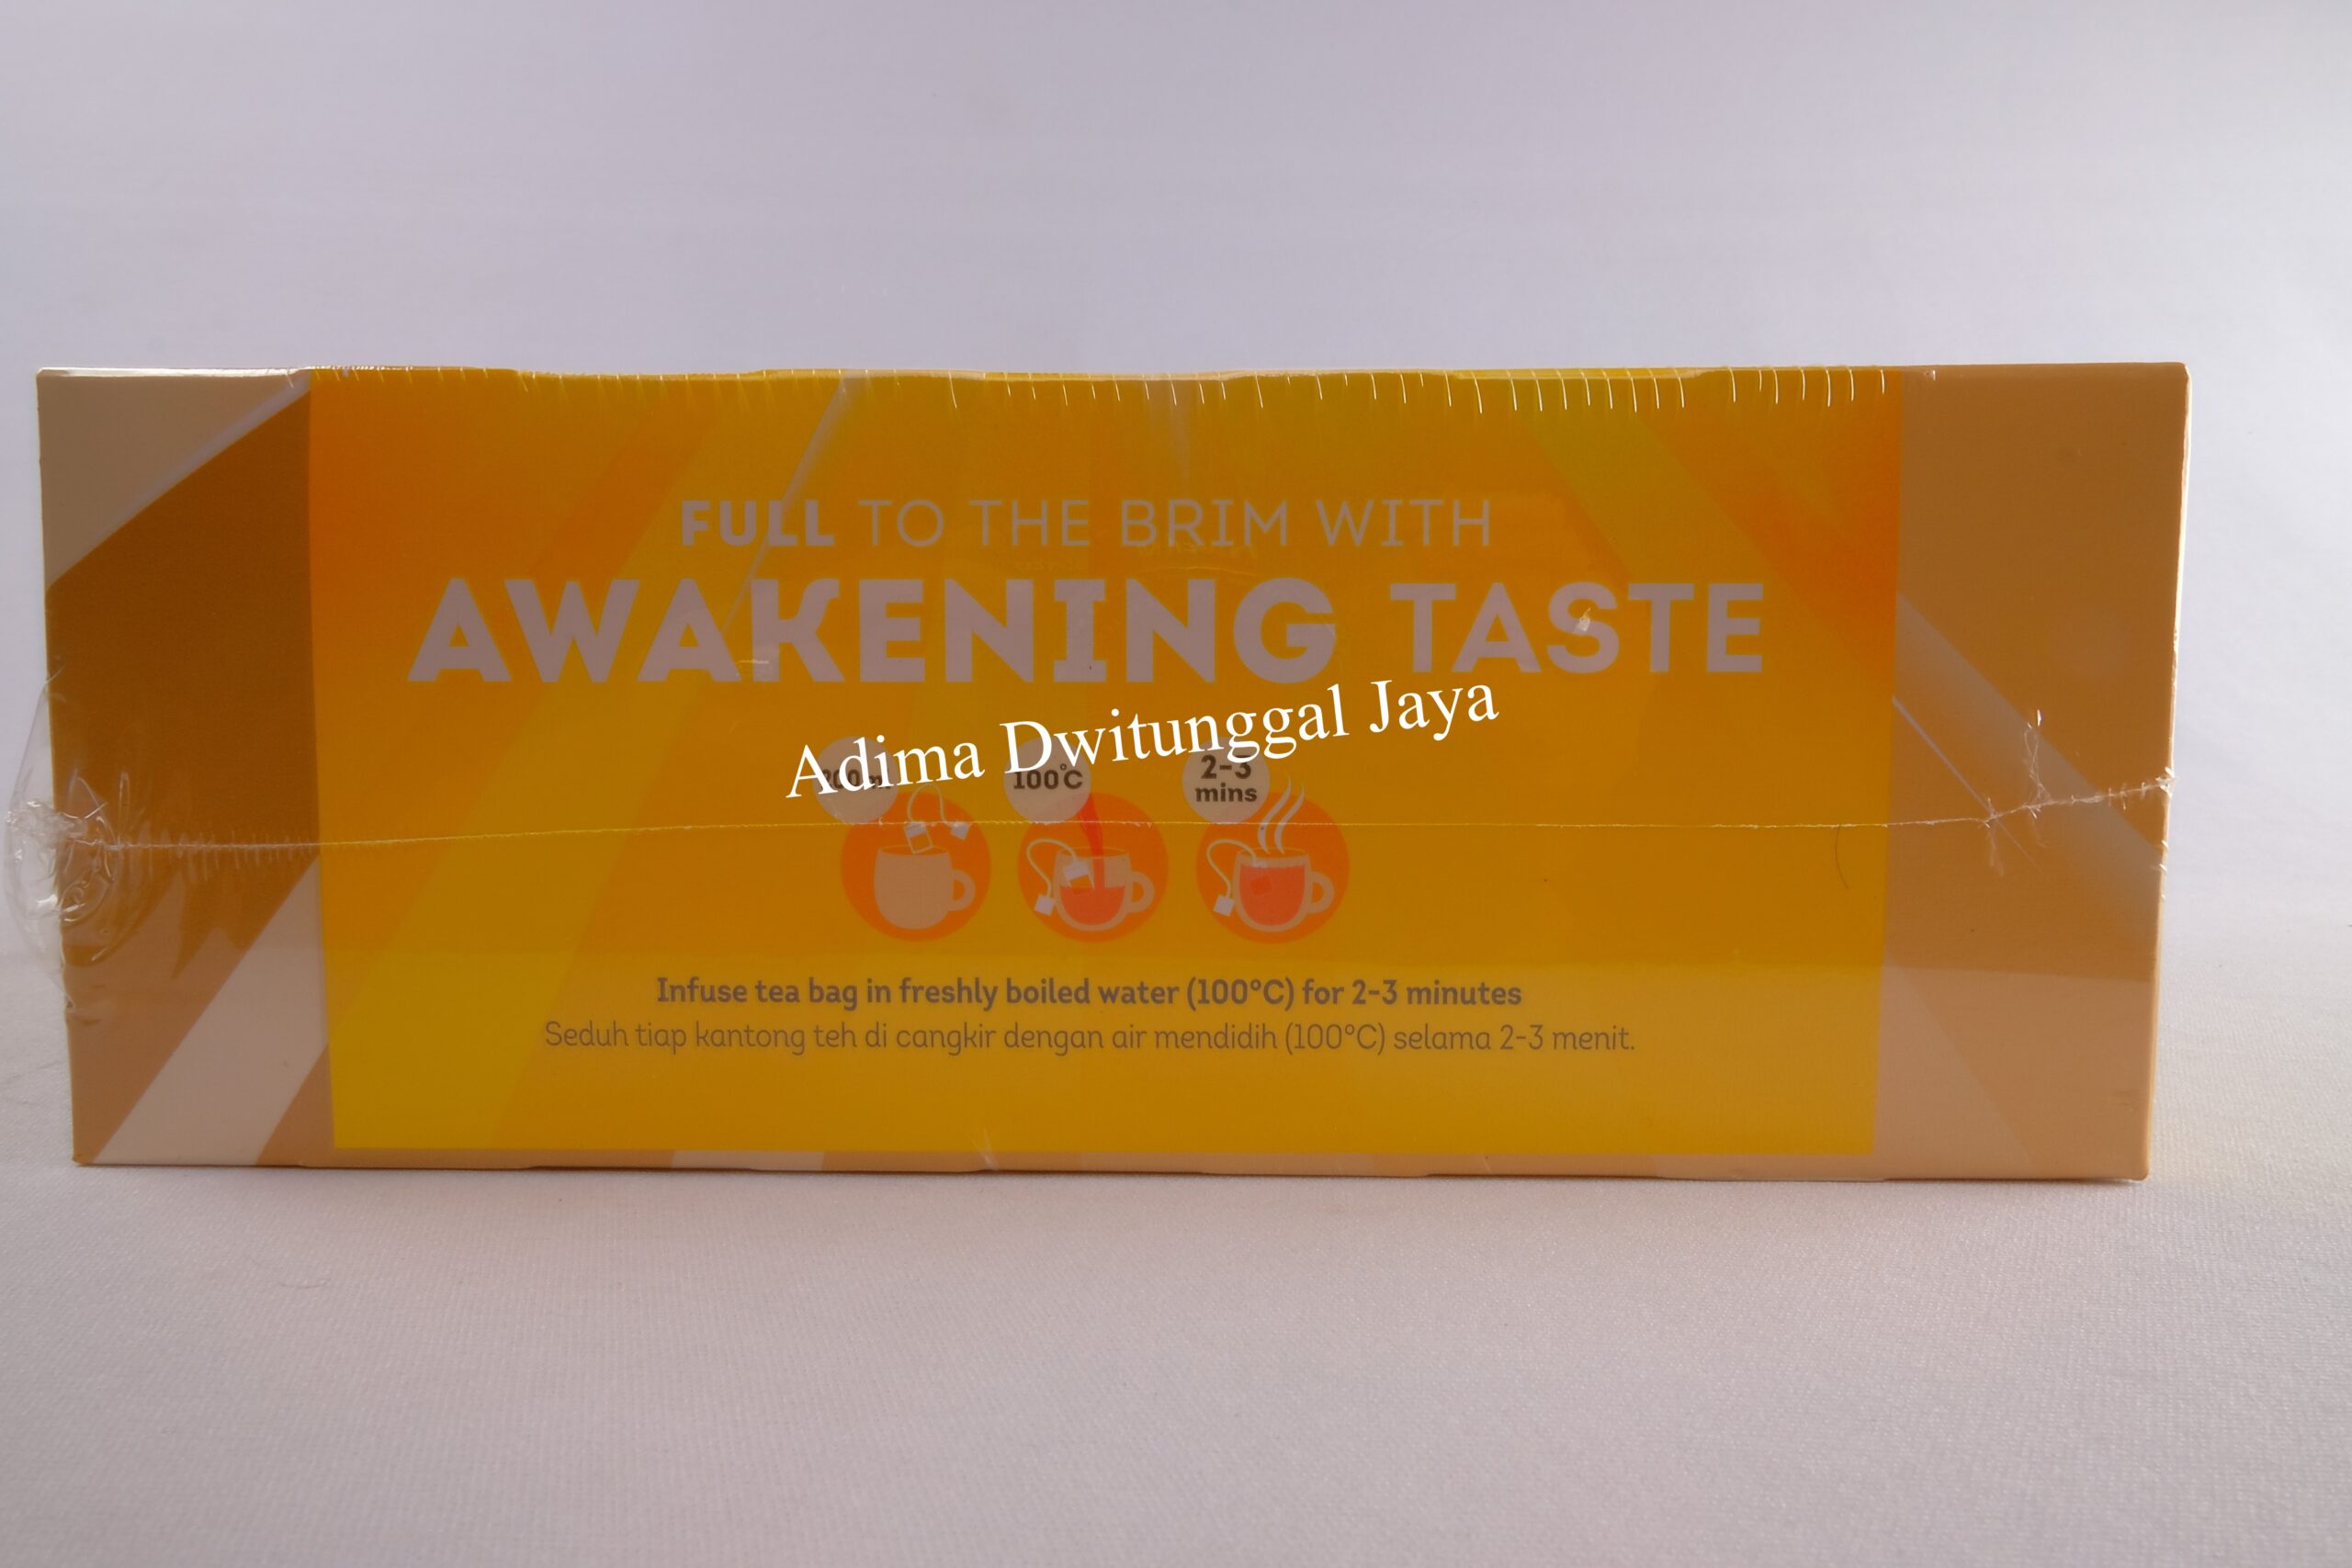 FULL TO THE BRIM WITH
AWAKENING TASTE
Adima Dwitunggal Jaya
100°C
2-3
mins
Infuse tea bag in freshly boiled water (100°C) for 2-3 minutes
Seduh tiap kantong teh di cangkir dengan air mendidih (100°C) selama 2-3 menit.